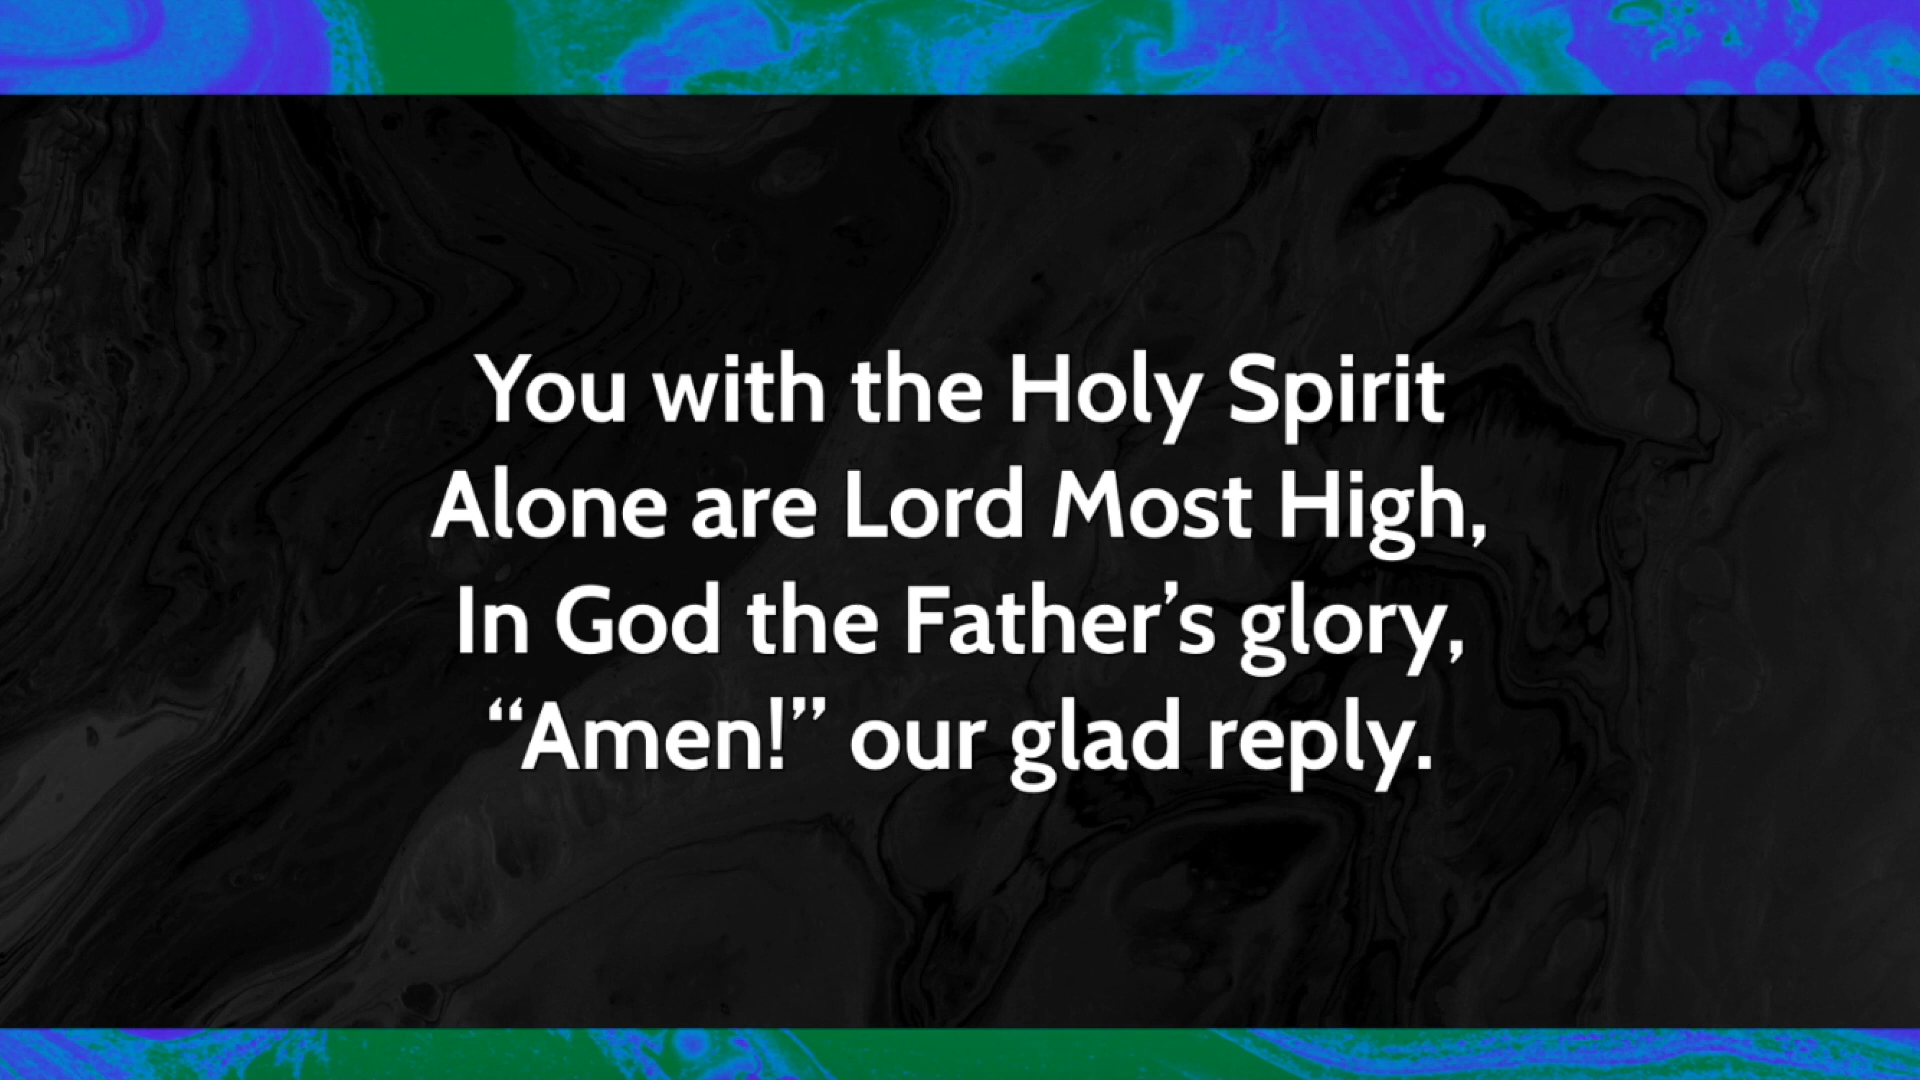 You with the Holy Spirit
Alone are Lord Most High,
In God the Father’s glory,
“Amen!” our glad reply.